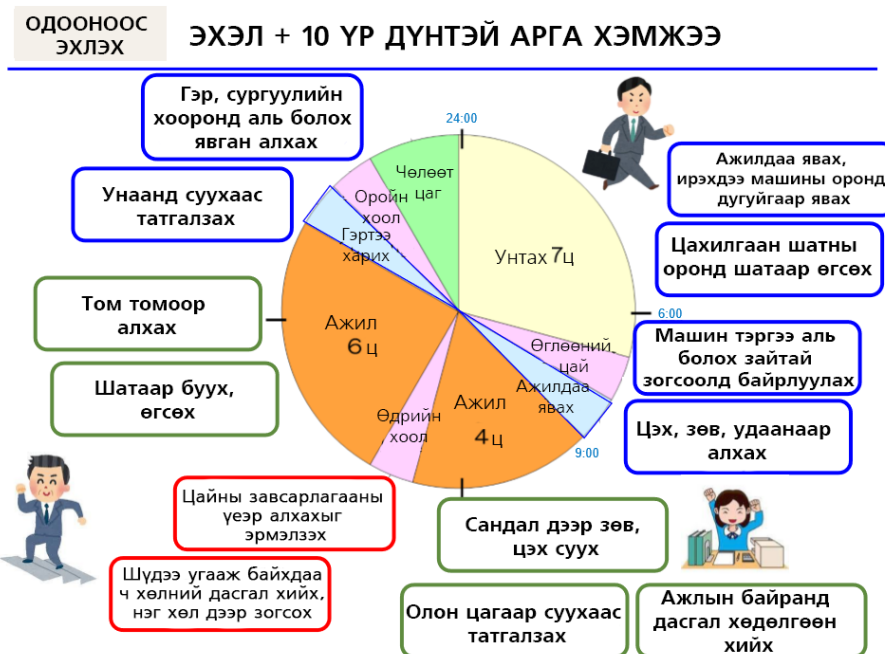 ОДООНООС
ЭХЛЭХ
ЭХЭЛ + 10 ҮР ДҮНТЭЙ АРГА ХЭМЖЭЭ
Гэр, сургуулийн
хооронд аль болох
явган алхах
Унаанд суухаас
татгалзах
Том томоор
алхах
Шатаар буух,
өгсөх
Цайны завсарлагааны
үеэр алхахыг
эрмэлзэх
Шүдээ угааж байхдаа
ч хөлний дасгал хийх,
нэг хөл дээр зогсох
24:00
Чөлөөт
цаг
Оройн
хоол
Гэртээ
харих
Унтах 7ц
6:00
Ажил
6 ц
Өглөөний
цай
Ажилдаа
явах
9:00
Ажил
4 ц
Өдрийн
хоол
Ажилдаа явах,
ирэхдээ машины оронд
дугуйгаар явах
Цахилгаан шатны
оронд шатаар өгсөх
Машин тэргээ аль
болох зайтай
зогсоолд байрлуулах
Цэх, зөв, удаанаар
алхах
Сандал дээр зөв,
цэх суух
Олон цагаар суухаас
татгалзах
Ажлын байранд
дасгал хөдөлгөөн
хийх